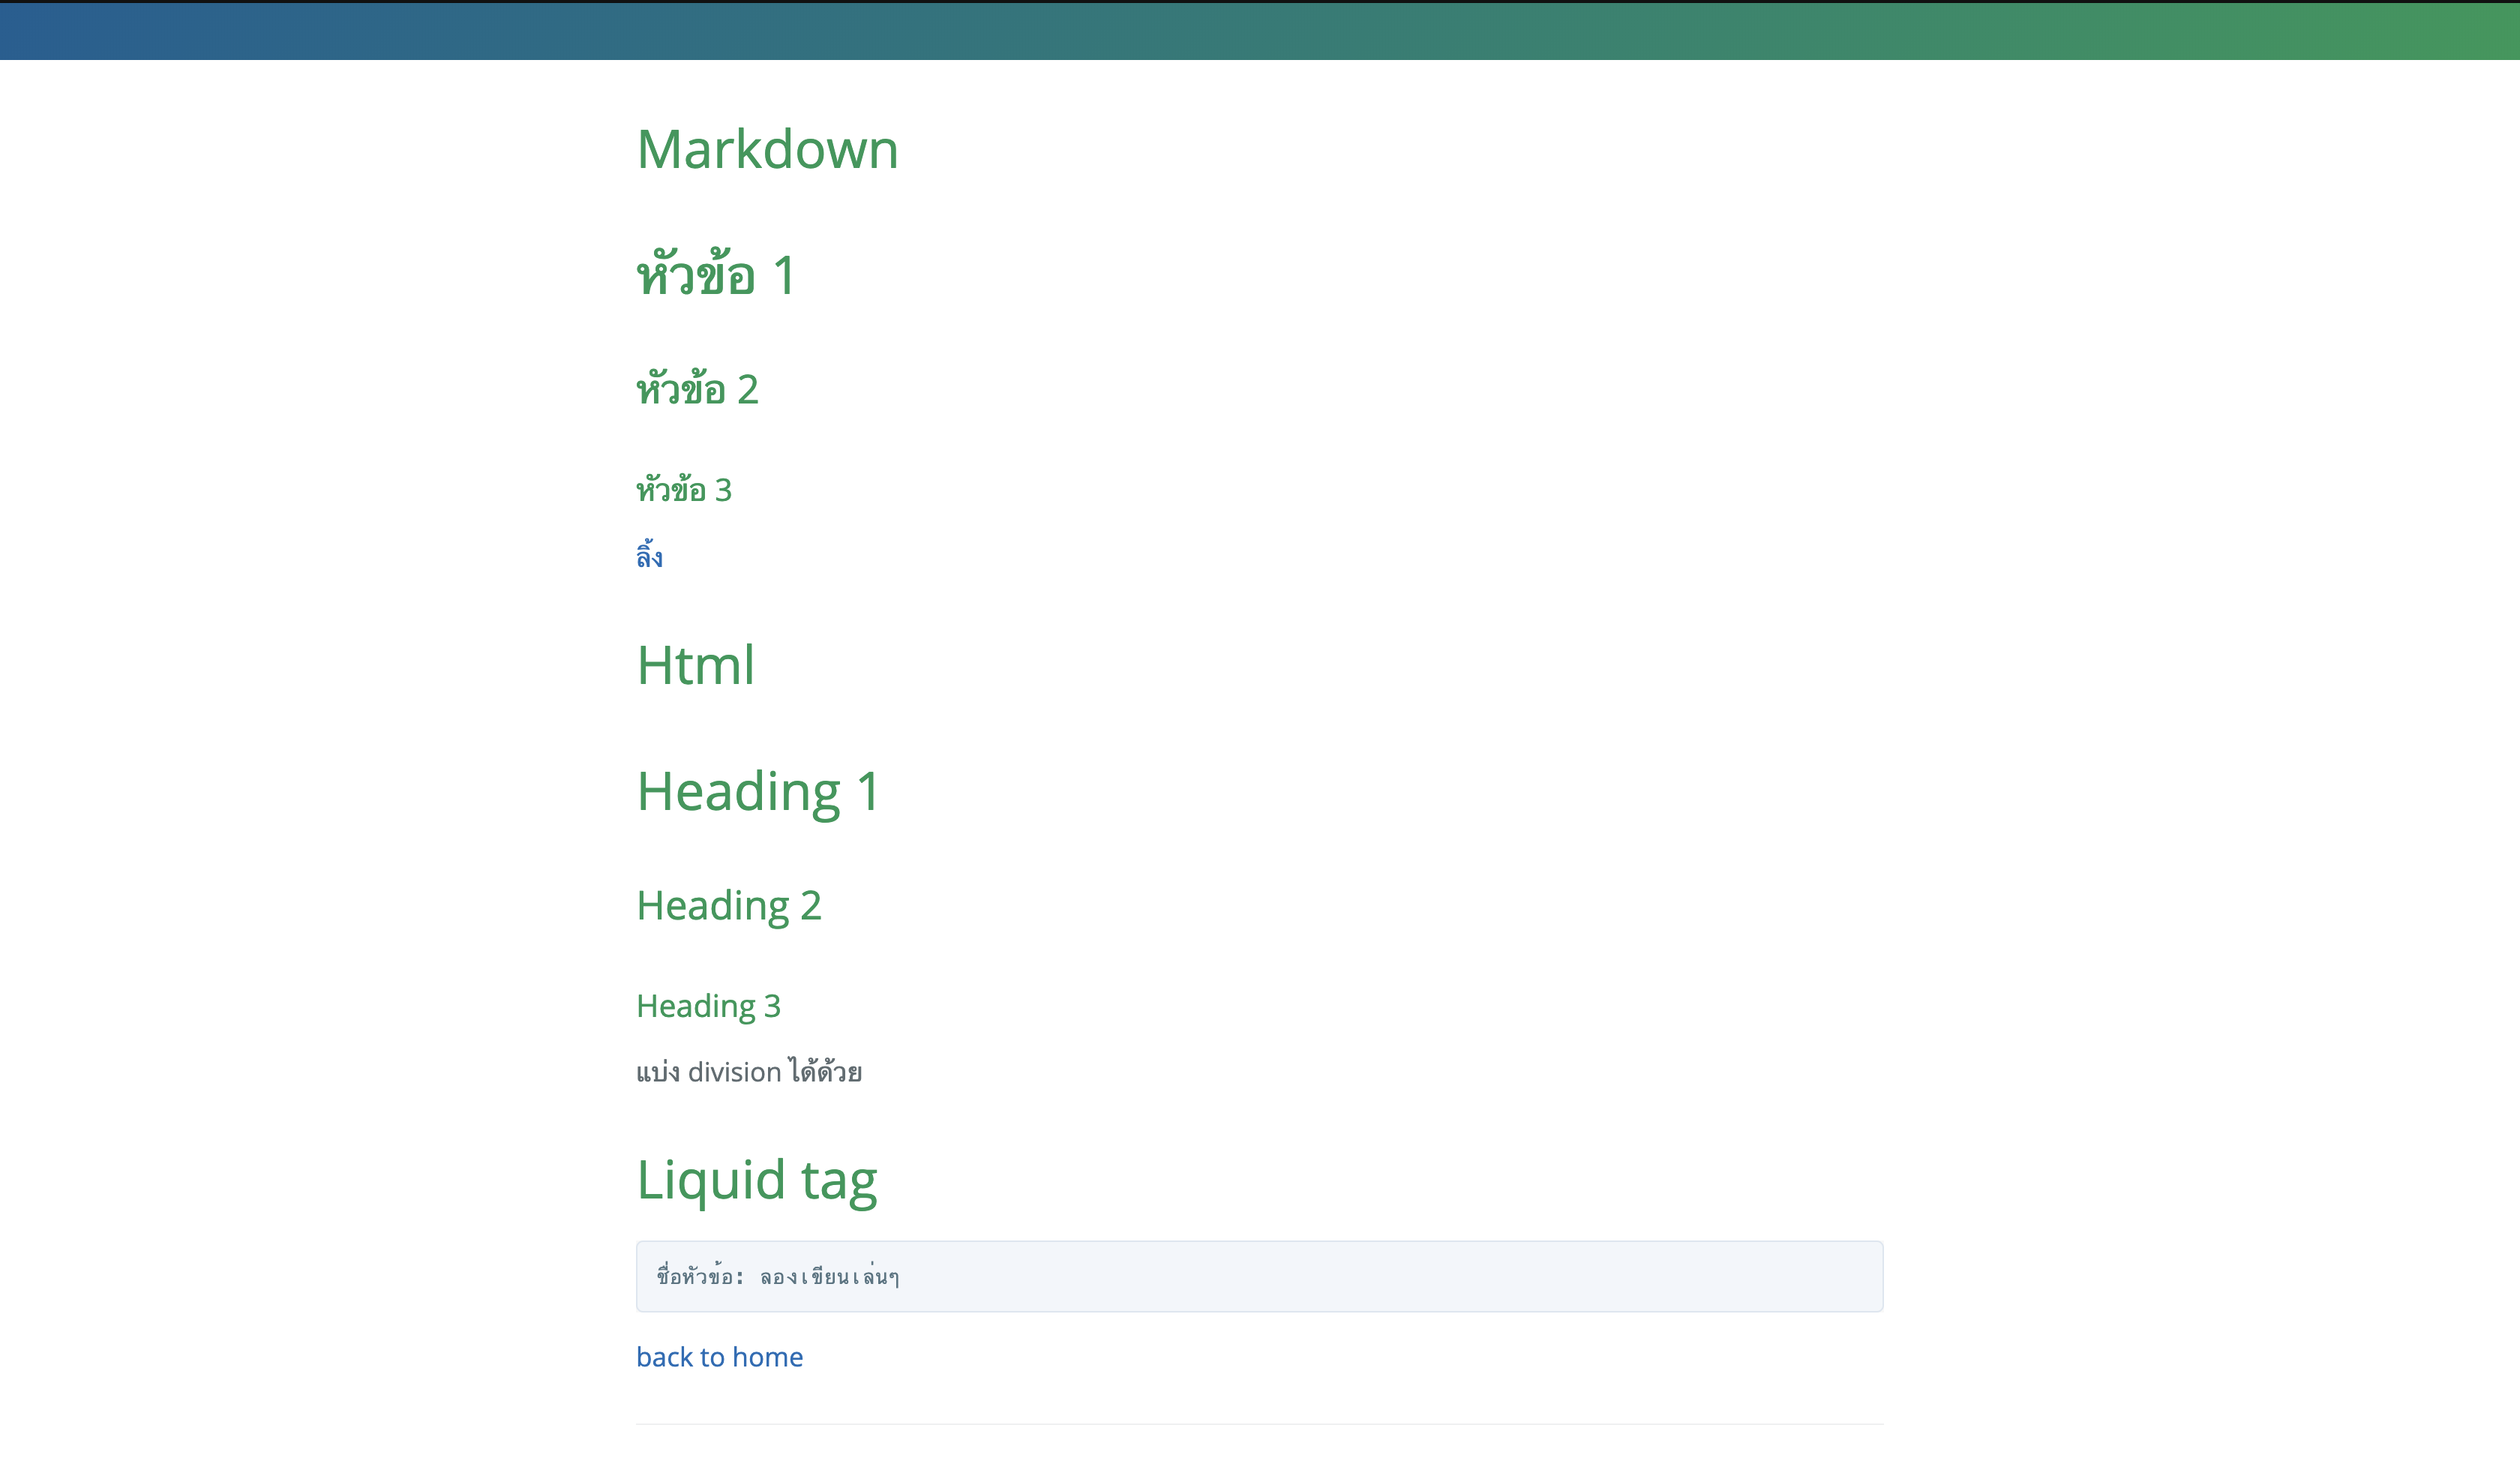 Markdown
หัวข้อ 1
หัวข้อ 2
หัวข้อ 3
ลิ้ง
Html
Heading 1
Heading 2
Heading 3
แบ่ง division ได้ด้วย
Liquid tag
ชื่อหัวข้อ: ลองเขียนเล่นๆ
back to home